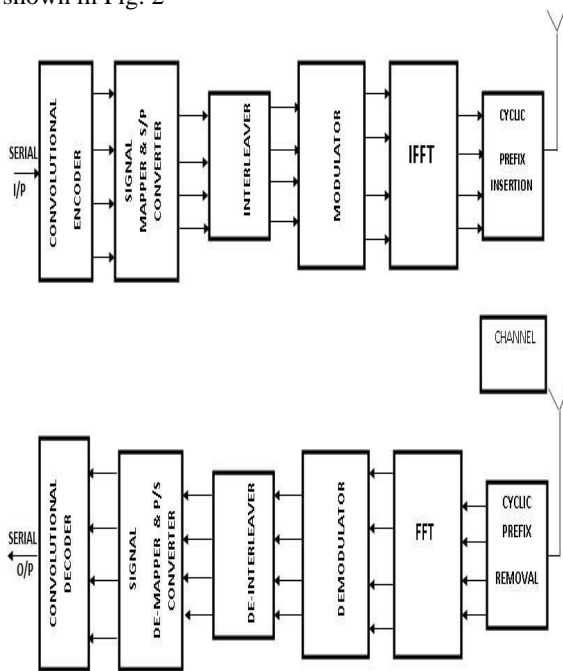 shown in Fig. 2
SERIAL
I/P
CONVOLUTIONAL
ENCODER
SIGNAL
MAPPER & S/P
CONVERTER
INTERLEAVER
MODULATOR
IFFT
CYCLIC
PREFIX
INSERTION
CHANNEL
SERIAL
O/P
CONVOLUTIONAL
DECODER
SIGNAL
DE-MAPPER & P/S
CONVERTER
DE-INTERLEAVER
DEMODULATOR
FFT
CYCLIC
PREFIX
REMOVAL